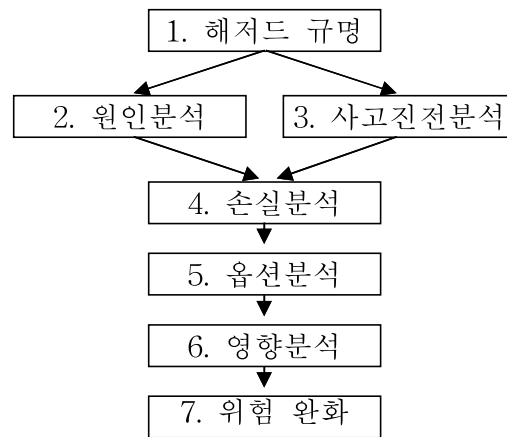 1. 해저드 규명
2. 원인분석
3. 사고진전분석
4. 손실분석
5. 옵션분석
6. 영향분석
7. 위험 완화